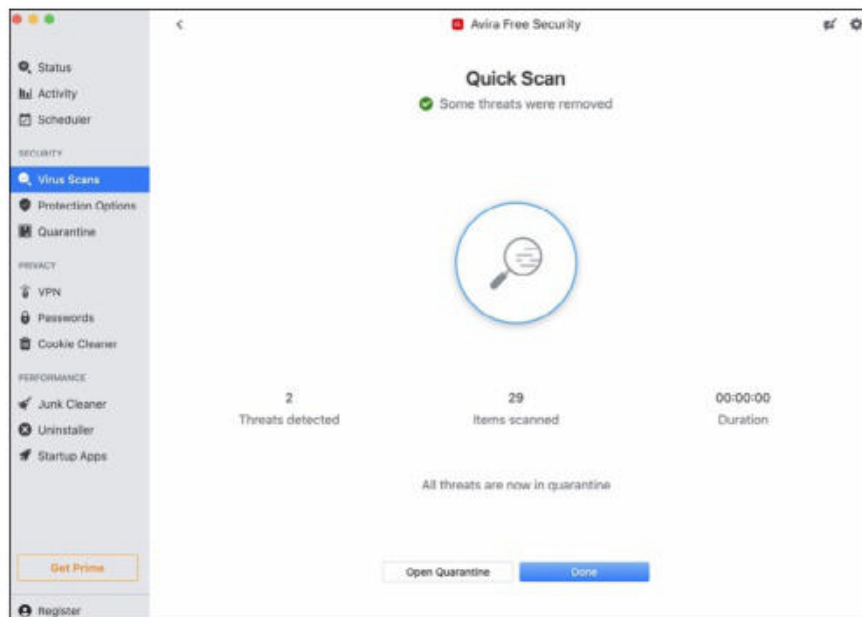 Avira Free Security
Status
Activity
Scheduler
SECURITY
Virus Scans
Protection Options
Quarantine
PRIVACY
VPN
Passwords
Cookie Cleaner
PERFORMANCE
Junk Cleaner
Uninstaller
Startup Apps
Get Prime
Register
Quick Scan
Some threats were removed
2
Threats detected
29
Items scanned
00:00:00
Duration
All threats are now in quarantine
Open Quarantine
Done